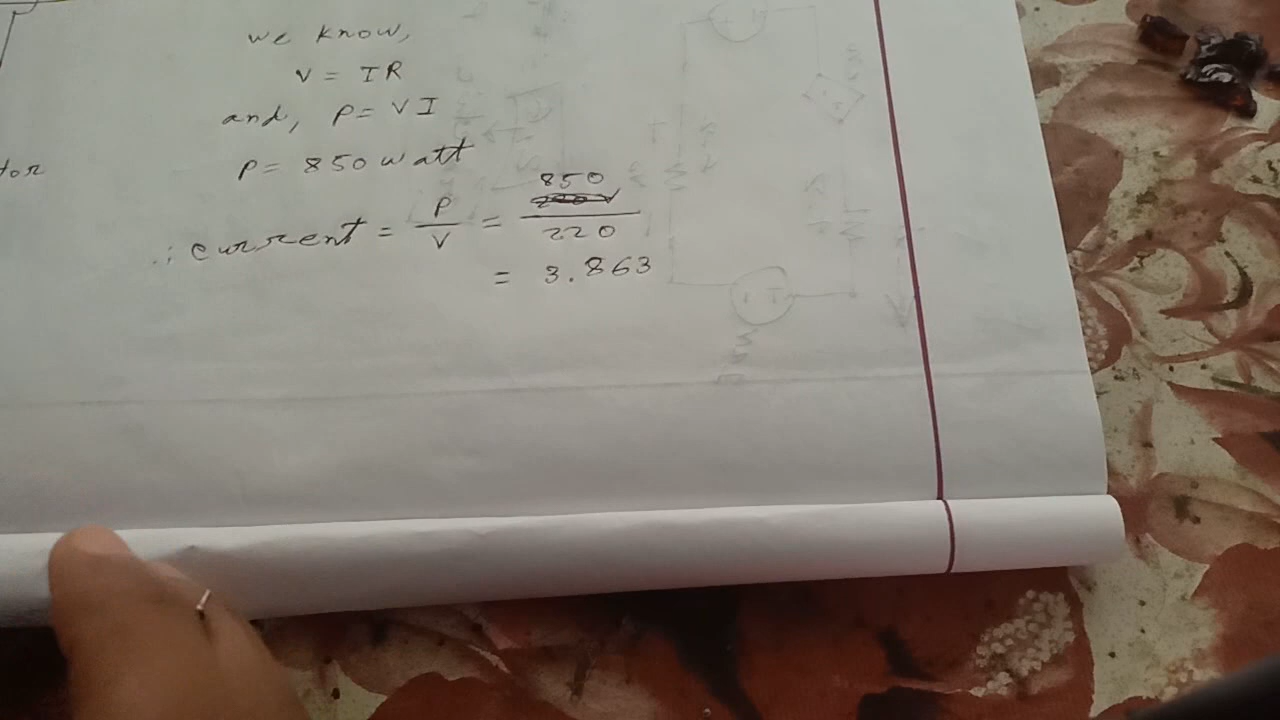 we know,
V = IR
and, P = VI
tor
P = 850 watt
∴ current = P/V = 850/220
= 3.863